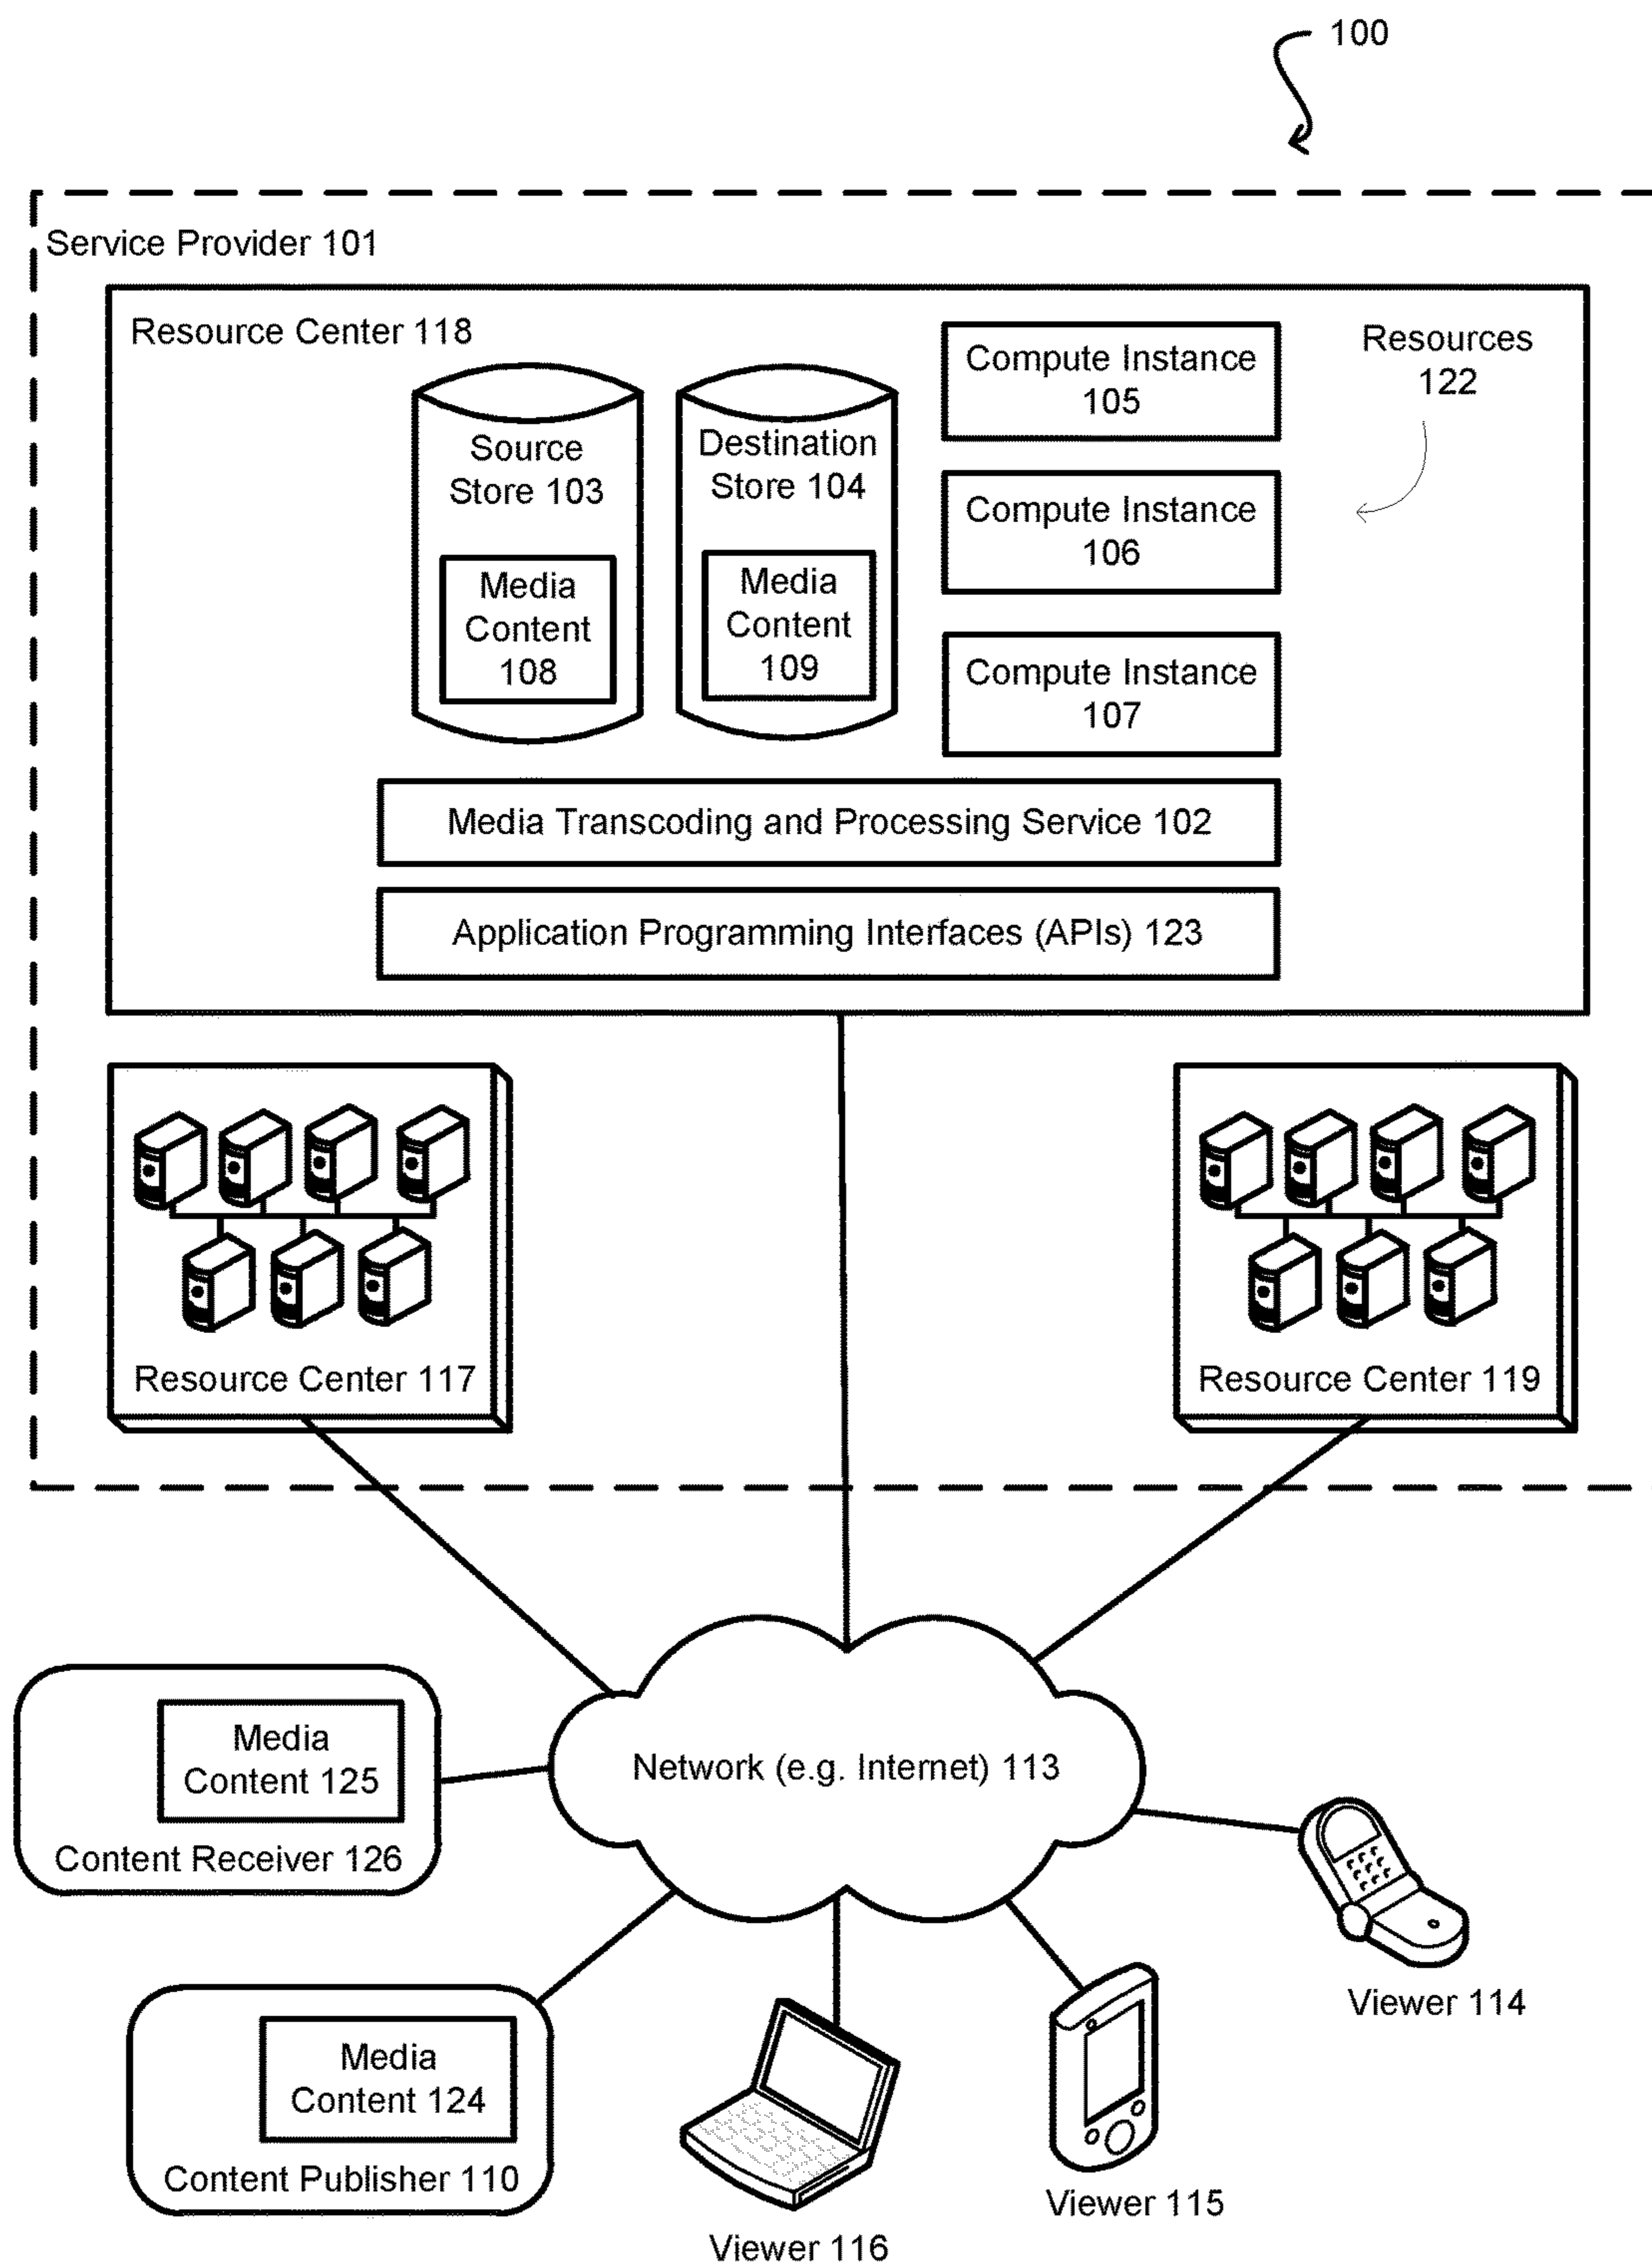 100
Service Provider 101
Resource Center 118
Source
Store 103
Media
Content
108
Destination
Store 104
Media
Content
109
Compute Instance
105
Compute Instance
106
Compute Instance
107
Resources
122
Media Transcoding and Processing Service 102
Application Programming Interfaces (APIs) 123
Resource Center 117
Resource Center 119
Network (e.g. Internet) 113
Media
Content 125
Content Receiver 126
Media
Content 124
Content Publisher 110
Viewer 116
Viewer 115
Viewer 114